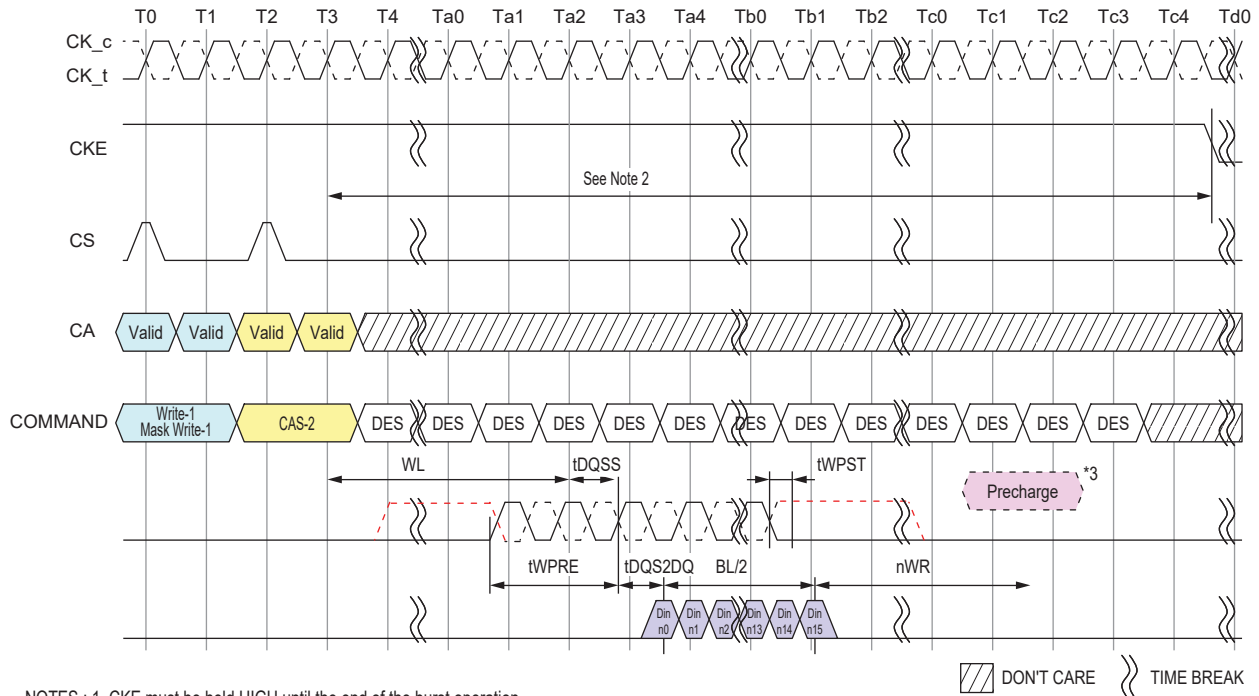 T0 T1 T2 T3 T4 Ta0 Ta1 Ta2 Ta3 Ta4 Tb0 Tb1 Tb2 Tc0 Tc1 Tc2 Tc3 Tc4 Td0
CK_c
CK_t
CKE
See Note 2
CS
CA Valid Valid Valid Valid
COMMAND Write-1 Mask Write-1 CAS-2 DES DES DES DES DES DES DES DES DES DES DES DES DES
WL tDQSS tWPST
Precharge *3
tWPRE tDQS2DQ BL/2 nWR
Din n0 Din n1 Din n2 Din n13 Din n14 Din n15
DON'T CARE TIME BREAK
NOTES : 1. CKE must be held HIGH until the end of the burst operation.